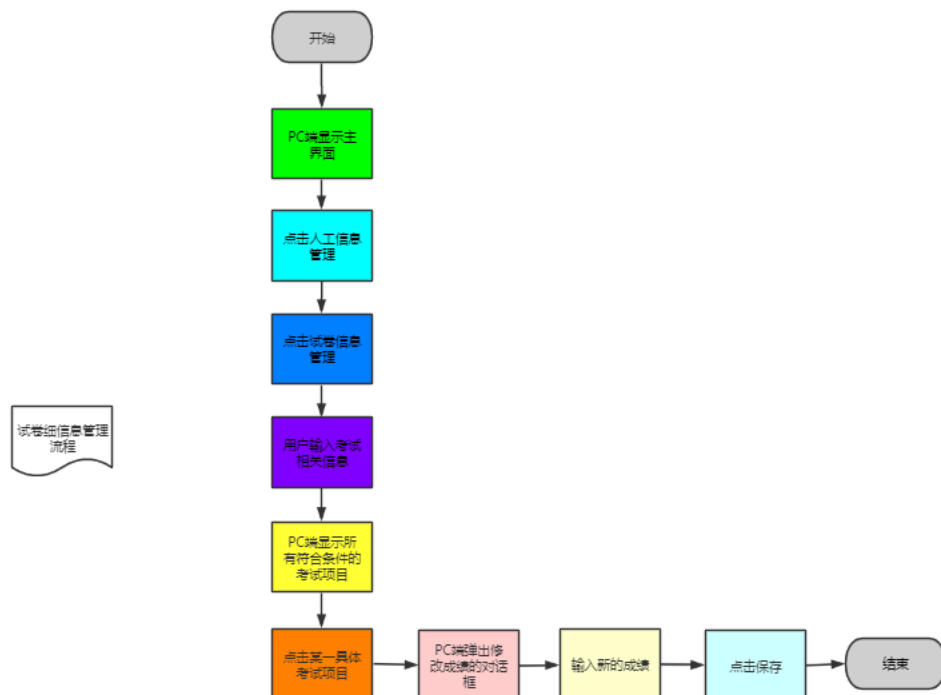 开始
PC端显示主
界面
点击人工信息
管理
点击试卷信息
管理
试卷细信息管理
流程
用户输入考试
相关信息
PC端显示所
有符合条件的
考试项目
点击某一具体
考试项目
PC端弹出修
改成绩的对话
框
输入新的成绩
点击保存
结束